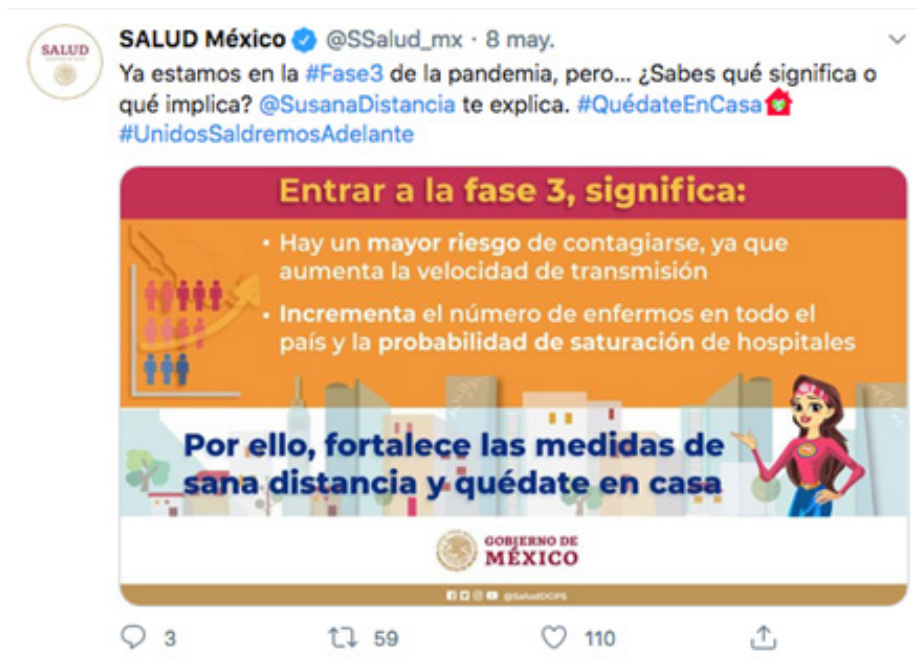 SALUD
SALUD México @SSalud_mx · 8 may.
Ya estamos en la #Fase3 de la pandemia, pero... ¿Sabes qué significa o
qué implica? @SusanaDistancia te explica. #QuédateEnCasa
#UnidosSaldremosAdelante
Entrar a la fase 3, significa:
• Hay un mayor riesgo de contagiarse, ya que
aumenta la velocidad de transmisión
• Incrementa el número de enfermos en todo el
país y la probabilidad de saturación de hospitales
Por ello, fortalece las medidas de
sana distancia y quédate en casa
GOBIERNO DE
MÉXICO
@SaludDGPS
3 59 110